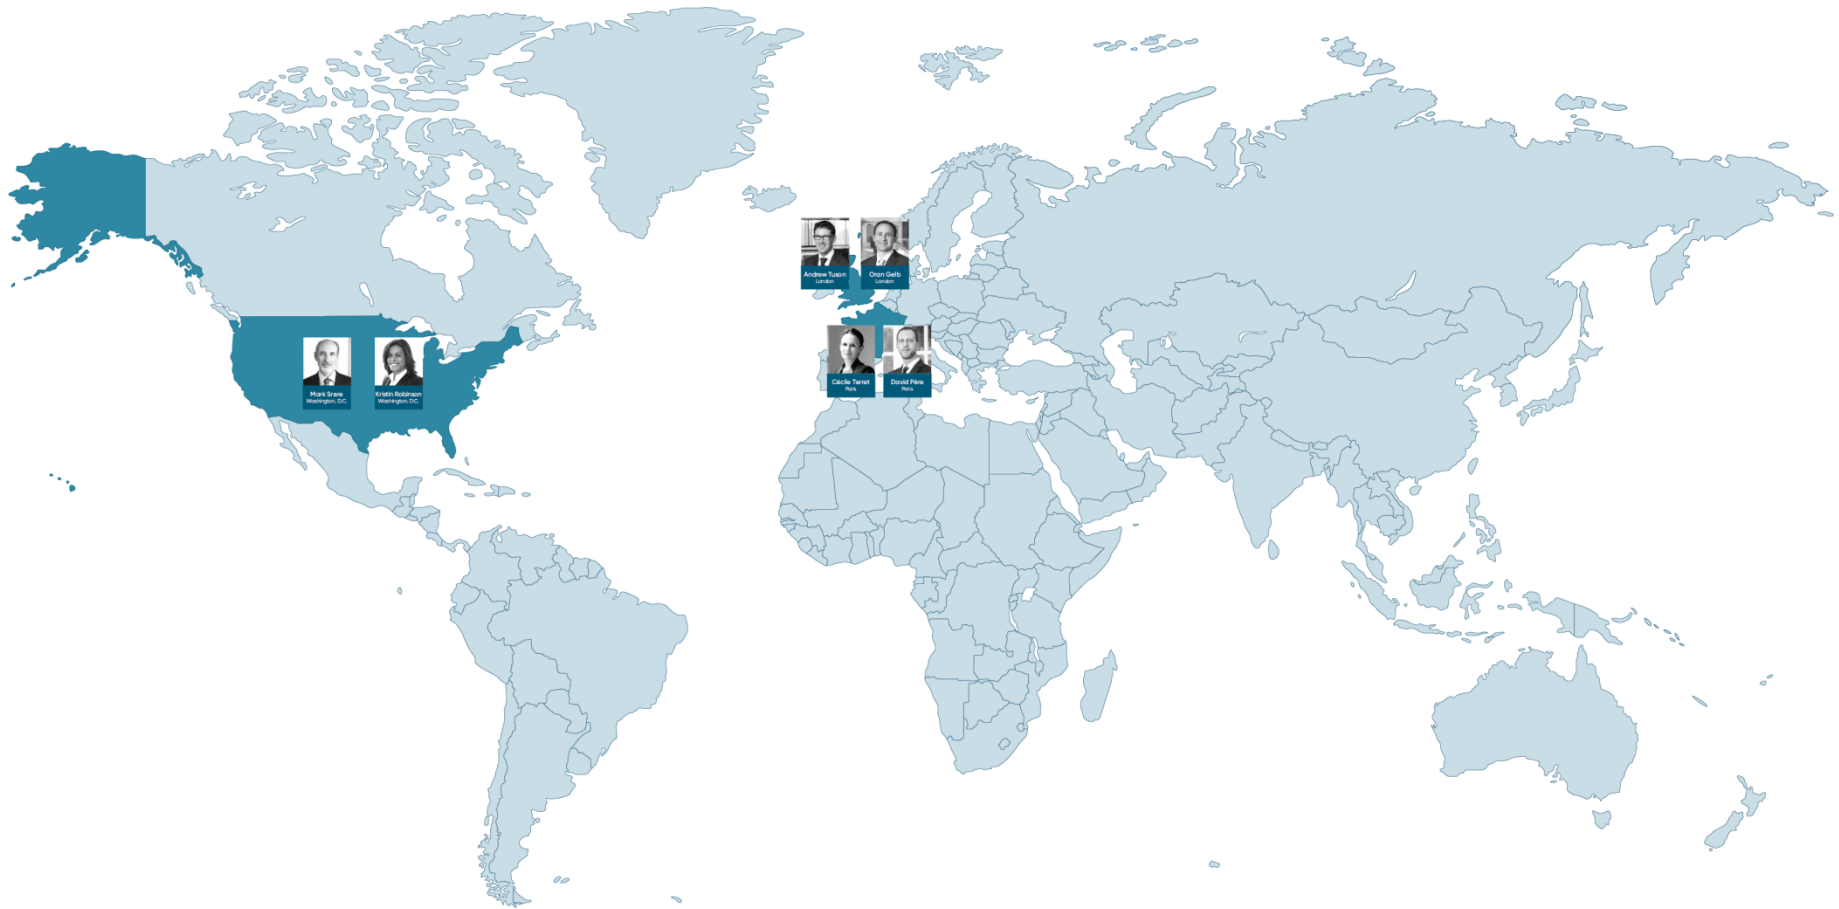 Andrew Tuson
London
Oran Gelb
London
Mark Srere
Washington, D.C.
Kristin Robinson
Washington, D.C.
Cécile Terret
Paris
David Père
Paris